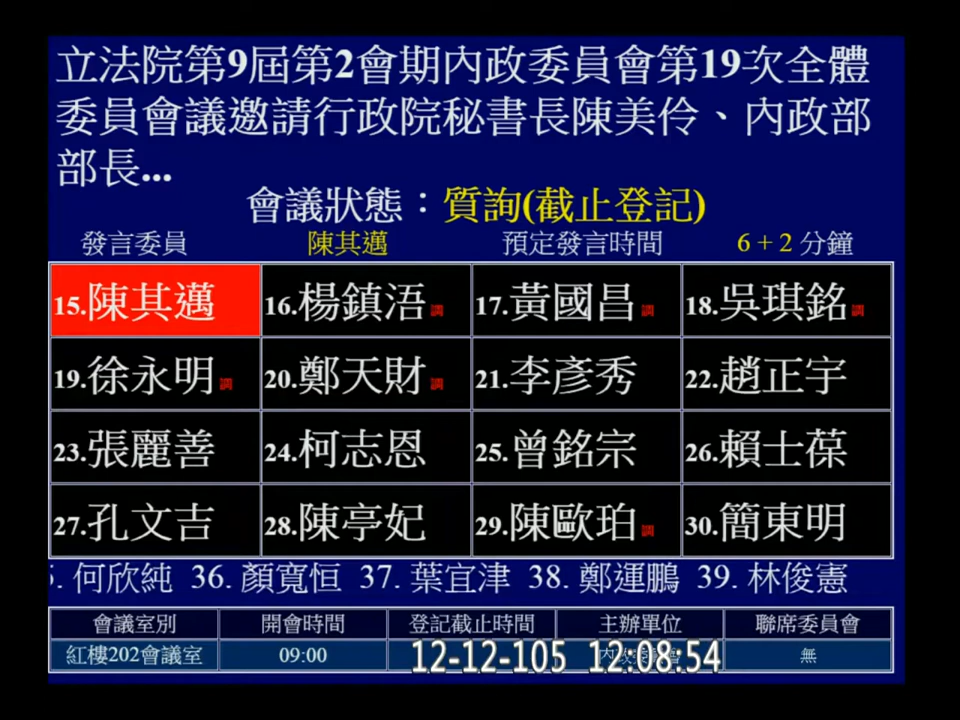 立法院第9屆第2會期內政委員會第19次全體
委員會議邀請行政院秘書長陳美伶、內政部
部長...
會議狀態：質詢(截止登記)
發言委員 陳其邁 預定發言時間 6 + 2 分鐘
15.陳其邁 16.楊鎮浯 調 17.黃國昌 調 18.吳琪銘 調
19.徐永明 調 20.鄭天財 調 21.李彥秀 22.趙正宇
23.張麗善 24.柯志恩 25.曾銘宗 26.賴士葆
27.孔文吉 28.陳亭妃 29.陳歐珀 調 30.簡東明
. 何欣純 36. 顏寬恒 37. 葉宜津 38. 鄭運鵬 39. 林俊憲
會議室別 開會時間 登記截止時間 主辦單位 聯席委員會
紅樓202會議室 09:00 無
12-12-105 12:08:54